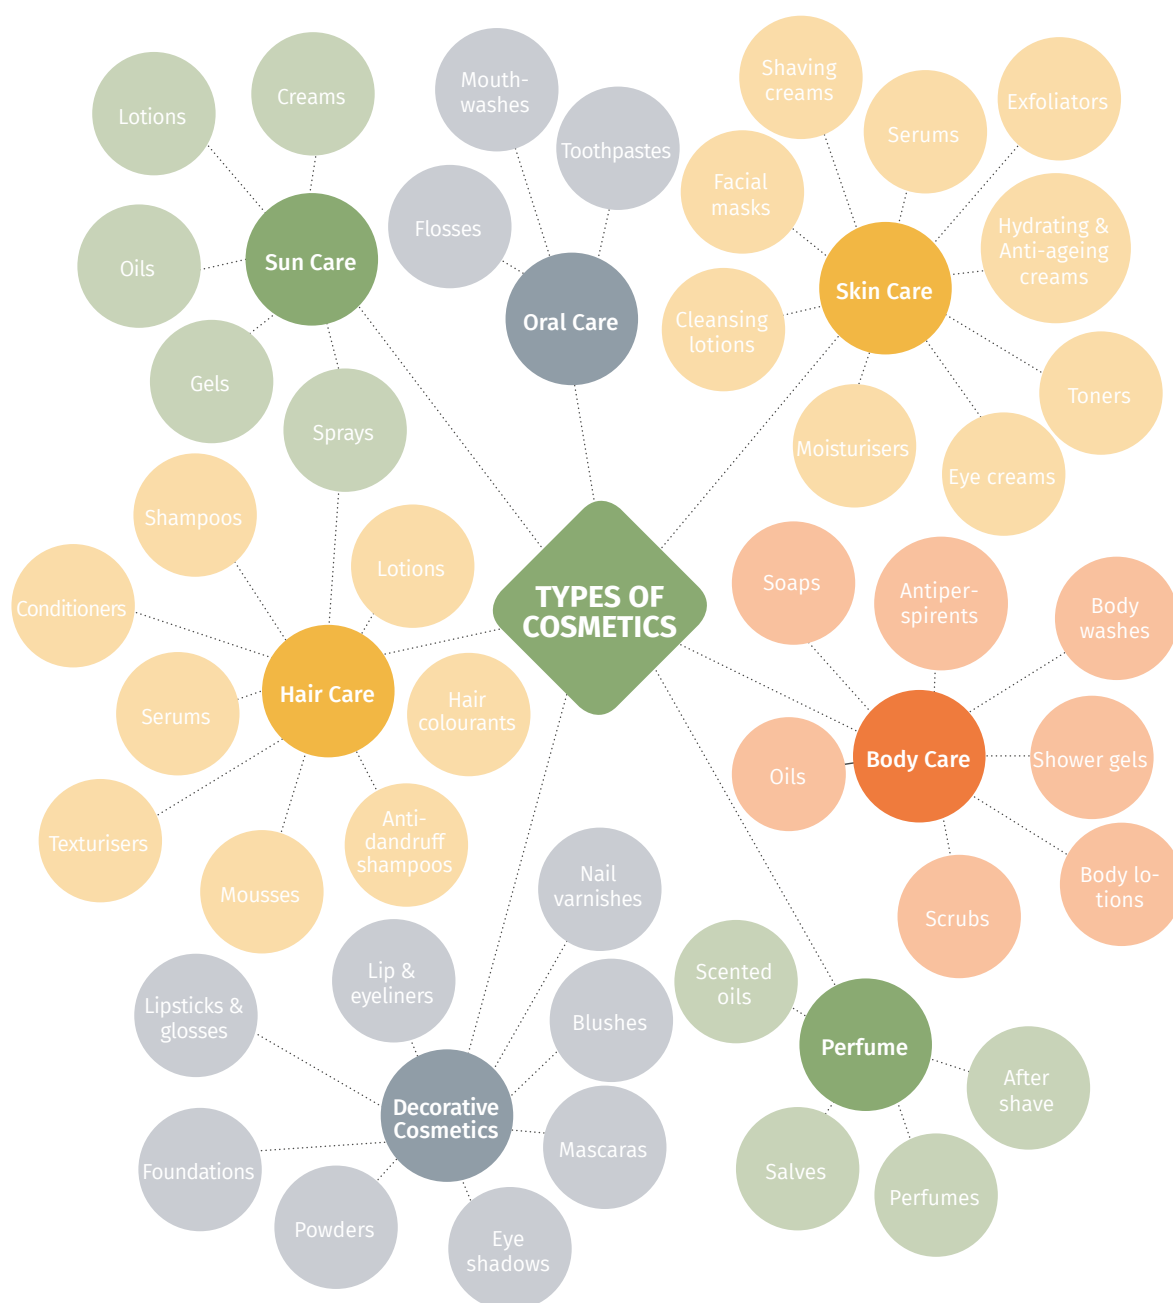 Creams
Lotions
Oils
Gels
Sprays
Sun Care
Mouth-
washes
Toothpastes
Flosses
Oral Care
Shaving
creams
Serums
Exfoliators
Facial
masks
Hydrating &
Anti-ageing
creams
Skin Care
Cleansing
lotions
Toners
Moisturisers
Eye creams
TYPES OF
COSMETICS
Shampoos
Lotions
Conditioners
Hair Care
Serums
Hair
colourants
Texturisers
Anti-
dandruff
shampoos
Mousses
Soaps
Antiper-
spirents
Body
washes
Body Care
Oils
Shower gels
Scrubs
Body lo-
tions
Nail
varnishes
Lip &
eyeliners
Lipsticks &
glosses
Blushes
Decorative
Cosmetics
Mascaras
Foundations
Powders
Eye
shadows
Scented
oils
Perfume
After
shave
Salves
Perfumes